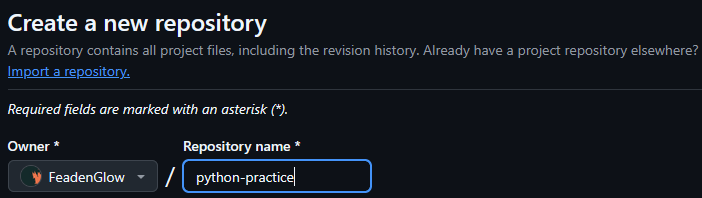 Create a new repository
A repository contains all project files, including the revision history. Already have a project repository elsewhere?
Import a repository.
Required fields are marked with an asterisk (*).
Owner *
Repository name *
FeadenGlow
/
python-practice